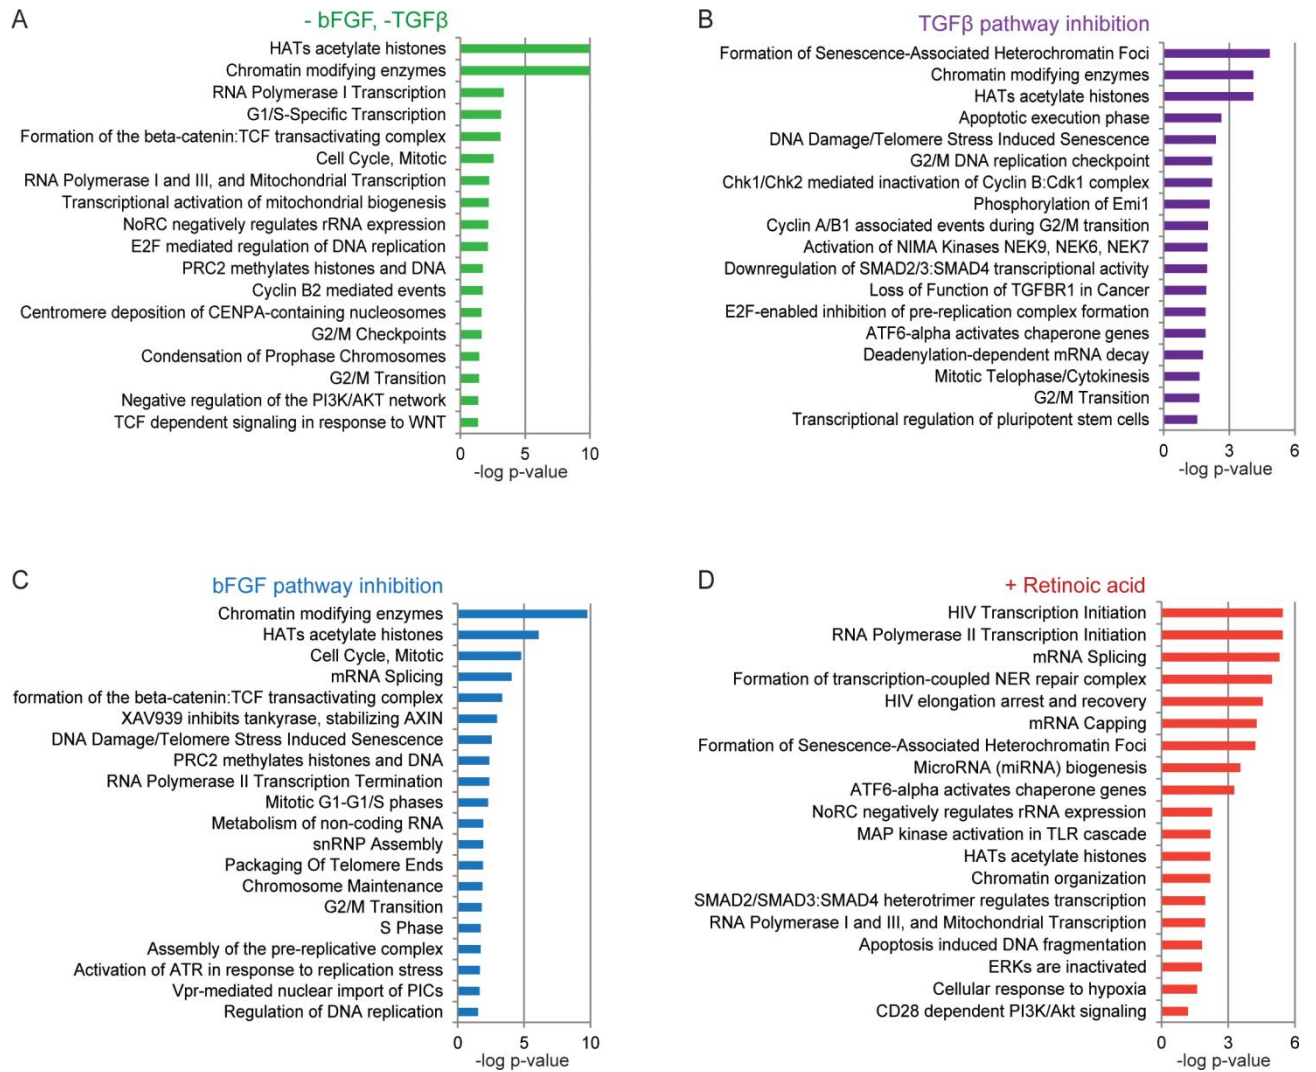 A
- bFGF, -TGFβ
HATs acetylate histones
Chromatin modifying enzymes
RNA Polymerase I Transcription
G1/S-Specific Transcription
Formation of the beta-catenin:TCF transactivating complex
Cell Cycle, Mitotic
RNA Polymerase I and III, and Mitochondrial Transcription
Transcriptional activation of mitochondrial biogenesis
NoRC negatively regulates rRNA expression
E2F mediated regulation of DNA replication
PRC2 methylates histones and DNA
Cyclin B2 mediated events
Centromere deposition of CENPA-containing nucleosomes
G2/M Checkpoints
Condensation of Prophase Chromosomes
G2/M Transition
Negative regulation of the PI3K/AKT network
TCF dependent signaling in response to WNT
0 5 10
-log p-value
B
TGFβ pathway inhibition
Formation of Senescence-Associated Heterochromatin Foci
Chromatin modifying enzymes
HATs acetylate histones
Apoptotic execution phase
DNA Damage/Telomere Stress Induced Senescence
G2/M DNA replication checkpoint
Chk1/Chk2 mediated inactivation of Cyclin B:Cdk1 complex
Phosphorylation of Emi1
Cyclin A/B1 associated events during G2/M transition
Activation of NIMA Kinases NEK9, NEK6, NEK7
Downregulation of SMAD2/3:SMAD4 transcriptional activity
Loss of Function of TGFBR1 in Cancer
E2F-enabled inhibition of pre-replication complex formation
ATF6-alpha activates chaperone genes
Deadenylation-dependent mRNA decay
Mitotic Telophase/Cytokinesis
G2/M Transition
Transcriptional regulation of pluripotent stem cells
0 3 6
-log p-value
C
bFGF pathway inhibition
Chromatin modifying enzymes
HATs acetylate histones
Cell Cycle, Mitotic
mRNA Splicing
formation of the beta-catenin:TCF transactivating complex
XAV939 inhibits tankyrase, stabilizing AXIN
DNA Damage/Telomere Stress Induced Senescence
PRC2 methylates histones and DNA
RNA Polymerase II Transcription Termination
Mitotic G1-G1/S phases
Metabolism of non-coding RNA
snRNP Assembly
Packaging Of Telomere Ends
Chromosome Maintenance
G2/M Transition
S Phase
Assembly of the pre-replicative complex
Activation of ATR in response to replication stress
Vpr-mediated nuclear import of PICs
Regulation of DNA replication
0 5 10
-log p-value
D
+ Retinoic acid
HIV Transcription Initiation
RNA Polymerase II Transcription Initiation
mRNA Splicing
Formation of transcription-coupled NER repair complex
HIV elongation arrest and recovery
mRNA Capping
Formation of Senescence-Associated Heterochromatin Foci
MicroRNA (miRNA) biogenesis
ATF6-alpha activates chaperone genes
NoRC negatively regulates rRNA expression
MAP kinase activation in TLR cascade
HATs acetylate histones
Chromatin organization
SMAD2/SMAD3:SMAD4 heterotrimer regulates transcription
RNA Polymerase I and III, and Mitochondrial Transcription
Apoptosis induced DNA fragmentation
ERKs are inactivated
Cellular response to hypoxia
CD28 dependent PI3K/Akt signaling
0 3 6
-log p-value